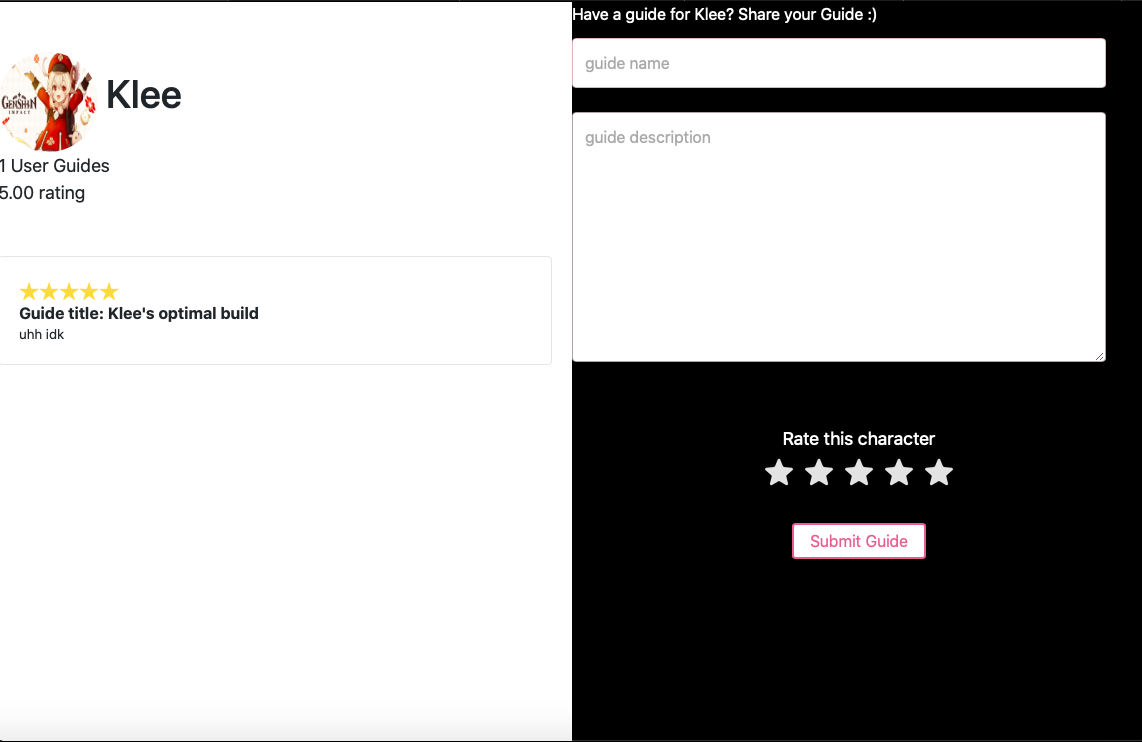 GENSHIN
IMPACT
Klee
1 User Guides
5.00 rating
Guide title: Klee's optimal build
uhh idk
Have a guide for Klee? Share your Guide :)
guide name
guide description
Rate this character
Submit Guide